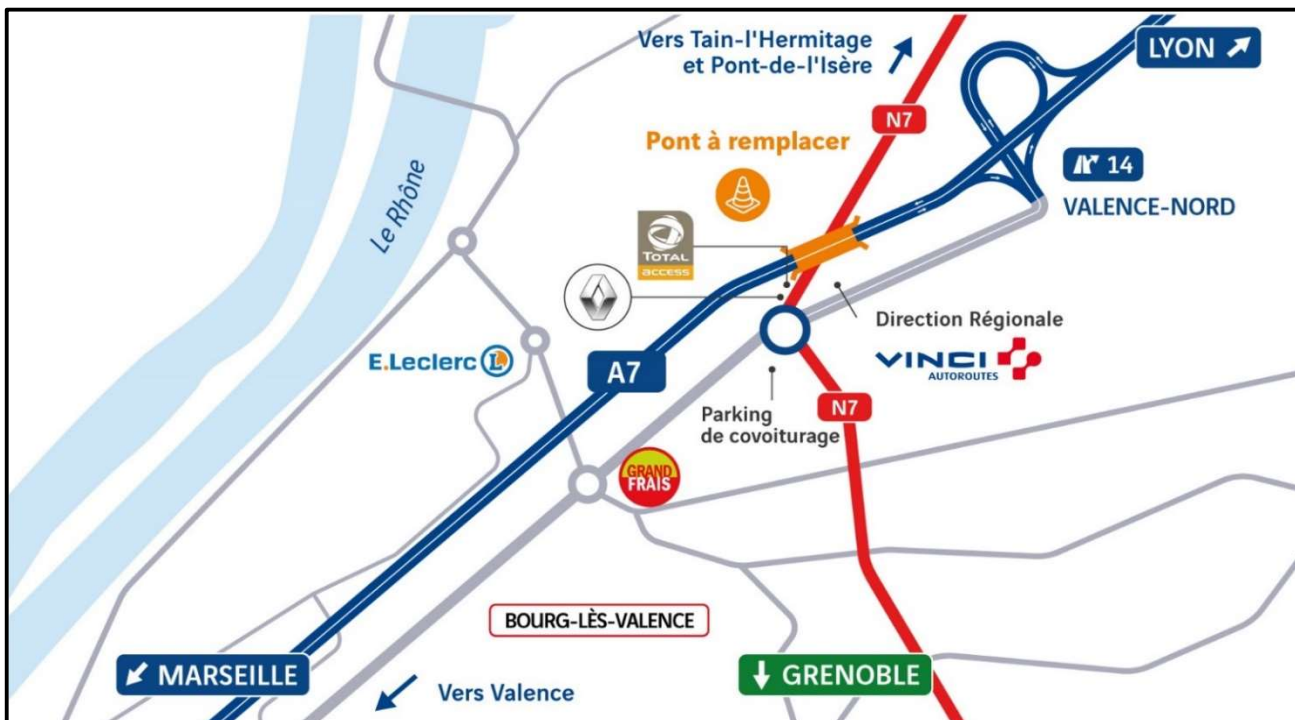 Vers Tain-l'Hermitage
et Pont-de-l'Isère
LYON
N7
Pont à remplacer
14
VALENCE-NORD
Le Rhône
TOTAL
access
Direction Régionale
VINCI
AUTOROUTES
E.Leclerc L
A7
N7
Parking
de covoiturage
GRAND
FRAIS
BOURG-LÈS-VALENCE
MARSEILLE
Vers Valence
GRENOBLE